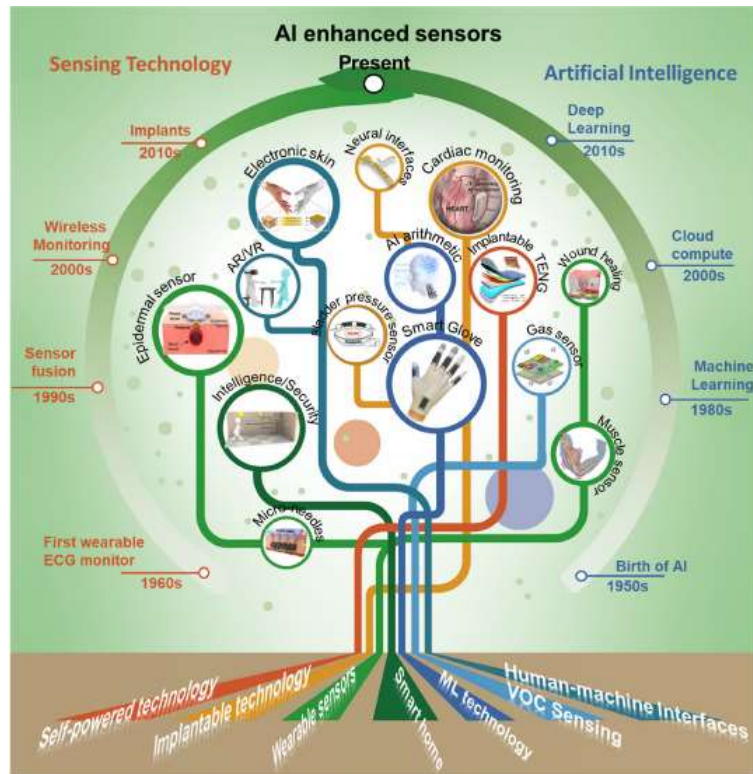 AI enhanced sensors
Present
Sensing Technology
Artificial Intelligence
Implants
2010s
Wireless
Monitoring
2000s
Sensor
fusion
1990s
First wearable
ECG monitor
1960s
Deep
Learning
2010s
Cloud
compute
2000s
Machine
Learning
1980s
Birth of AI
1950s
Electronic skin
Neural interfaces
Cardiac monitoring
HEART
AR/VR
AI arithmetic
Implantable TENG
Wound healing
Epidermal sensor
Bladder pressure sensor
Smart Glove
Gas sensor
Intelligence/Security
Muscle sensor
Micro-needles
Self-powered technology
Implantable technology
Wearable sensors
Smart home
ML technology
VOC Sensing
Human-machine Interfaces